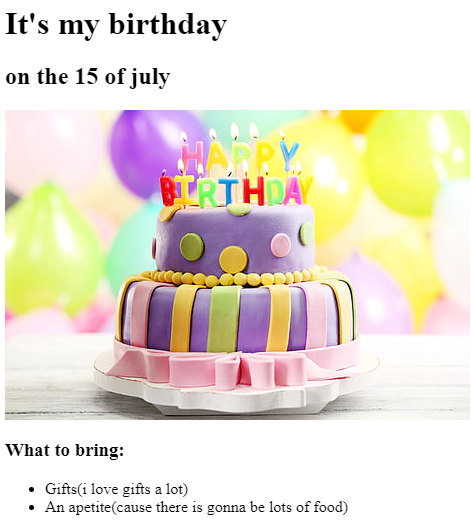 It's my birthday
on the 15 of july
HAPPY
BIRTHDAY
What to bring:
Gifts(i love gifts a lot)
An apetite(cause there is gonna be lots of food)